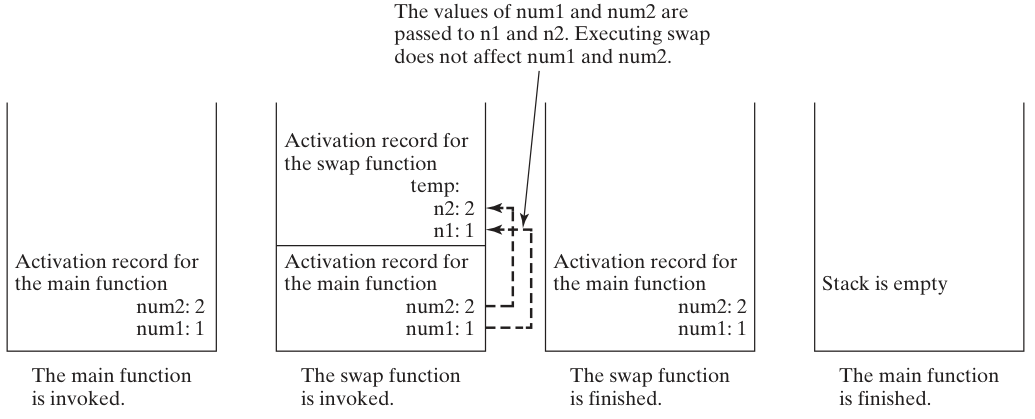 The values of num1 and num2 are
passed to n1 and n2. Executing swap
does not affect num1 and num2.
Activation record for
the main function
num2: 2
num1: 1
The main function
is invoked.
Activation record for
the swap function
temp:
n2: 2
n1: 1
Activation record for
the main function
num2: 2
num1: 1
The swap function
is invoked.
Activation record for
the main function
num2: 2
num1: 1
The swap function
is finished.
Stack is empty
The main function
is finished.